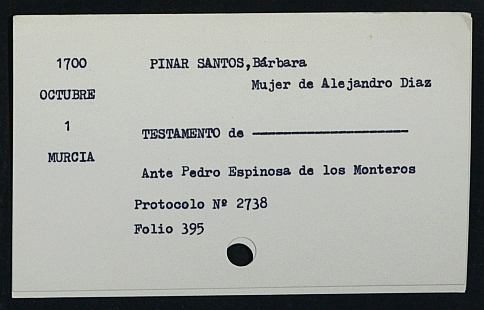 1700
OCTUBRE
1
MURCIA
PINAR SANTOS, Bárbara
Mujer de Alejandro Diaz
TESTAMENTO de ————————————
Ante Pedro Espinosa de los Monteros
Protocolo Nº 2738
Folio 395